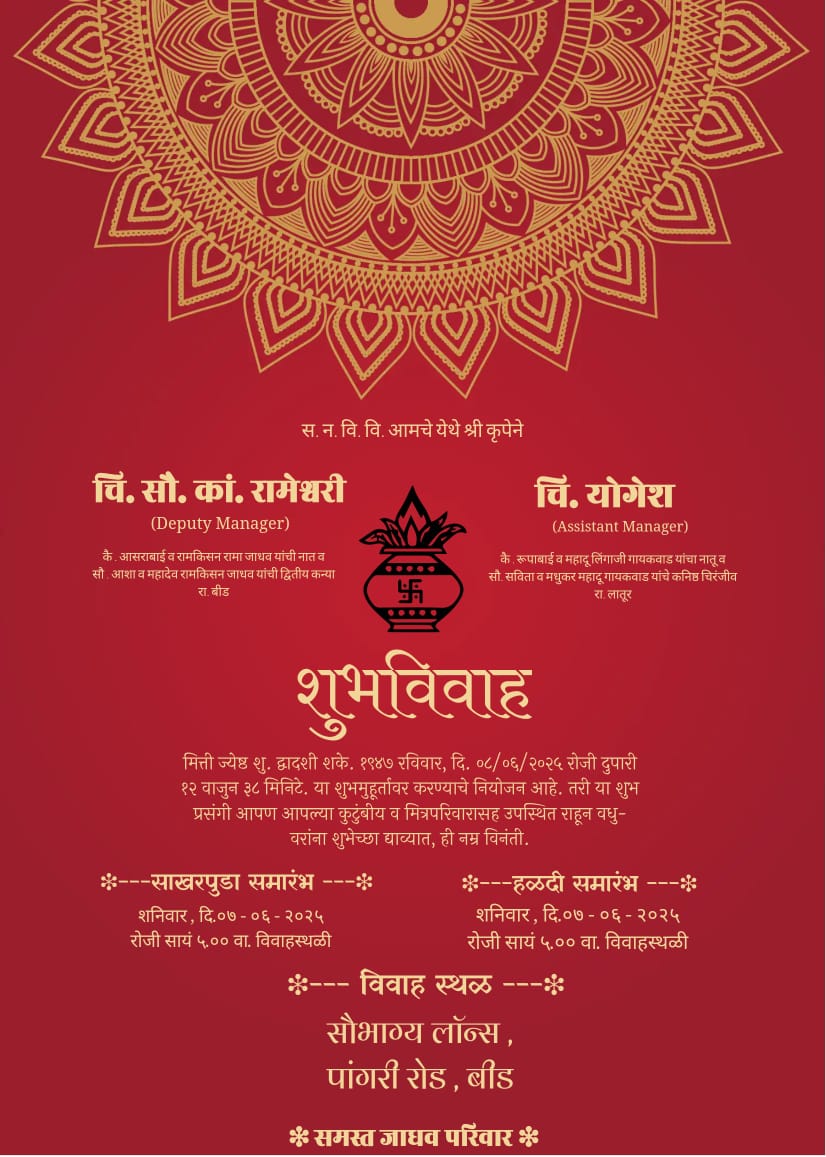 स. न. वि. वि. आमचे येथे श्री कृपेने
चि. सौ. कां. रामेश्वरी
(Deputy Manager)
कै . आसराबाई व रामकिसन रामा जाधव यांची नात व
सौ . आशा व महादेव रामकिसन जाधव यांची द्वितीय कन्या
रा. बीड
चि. योगेश
(Assistant Manager)
कै . रूपाबाई व महादू लिंगाजी गायकवाड यांचा नातू व
सौ. सविता व मधुकर महादू गायकवाड यांचे कनिष्ठ चिरंजीव
रा. लातूर
शुभविवाह
मित्ती ज्येष्ठ शु. द्वादशी शके. १९४७ रविवार, दि. ०८/०६/२०२५ रोजी दुपारी
१२ वाजुन ३८ मिनिटे. या शुभमुहूर्तावर करण्याचे नियोजन आहे. तरी या शुभ
प्रसंगी आपण आपल्या कुटुंबीय व मित्रपरिवारासह उपस्थित राहून वधु-
वरांना शुभेच्छा द्याव्यात, ही नम्र विनंती.
❇---साखरपुडा समारंभ ---❇
शनिवार , दि.०७ - ०६ - २०२५
रोजी सायं ५.०० वा. विवाहस्थळी
❇---हळदी समारंभ ---❇
शनिवार , दि.०७ - ०६ - २०२५
रोजी सायं ५.०० वा. विवाहस्थळी
❇--- विवाह स्थळ ---❇
सौभाग्य लॉन्स ,
पांगरी रोड , बीड
❇ समस्त जाधव परिवार ❇